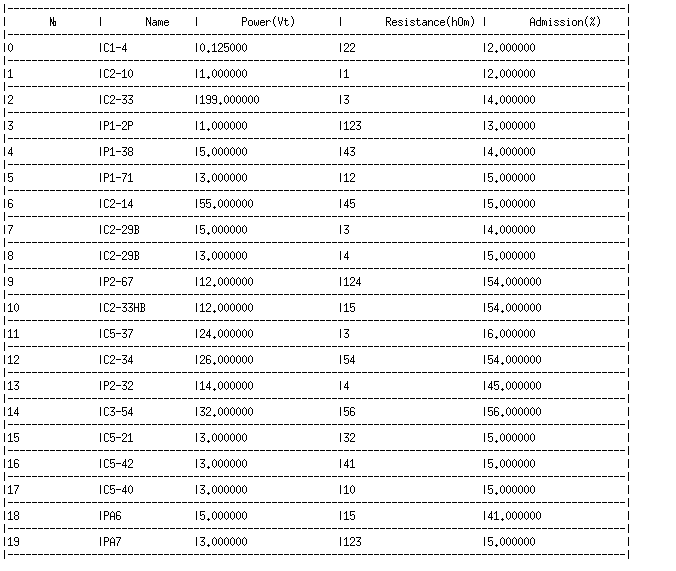 № | Name | Power(Vt) | Resistance(hOm) | Admission(%) |
|0 |C1-4 |0.125000 |22 |2.000000 |
|1 |C2-10 |1.000000 |1 |2.000000 |
|2 |C2-33 |199.000000 |3 |4.000000 |
|3 |P1-2P |1.000000 |123 |3.000000 |
|4 |P1-38 |5.000000 |43 |4.000000 |
|5 |P1-71 |3.000000 |12 |5.000000 |
|6 |C2-14 |55.000000 |45 |5.000000 |
|7 |C2-29B |5.000000 |3 |4.000000 |
|8 |C2-29B |3.000000 |4 |5.000000 |
|9 |P2-67 |12.000000 |124 |54.000000 |
|10 |C2-33HB |12.000000 |15 |54.000000 |
|11 |C5-37 |24.000000 |3 |6.000000 |
|12 |C2-34 |26.000000 |54 |54.000000 |
|13 |P2-32 |14.000000 |4 |45.000000 |
|14 |C3-54 |32.000000 |56 |56.000000 |
|15 |C5-21 |3.000000 |32 |5.000000 |
|16 |C5-42 |3.000000 |41 |5.000000 |
|17 |C5-40 |3.000000 |10 |5.000000 |
|18 |PA6 |5.000000 |15 |41.000000 |
|19 |PA7 |3.000000 |123 |5.000000 |